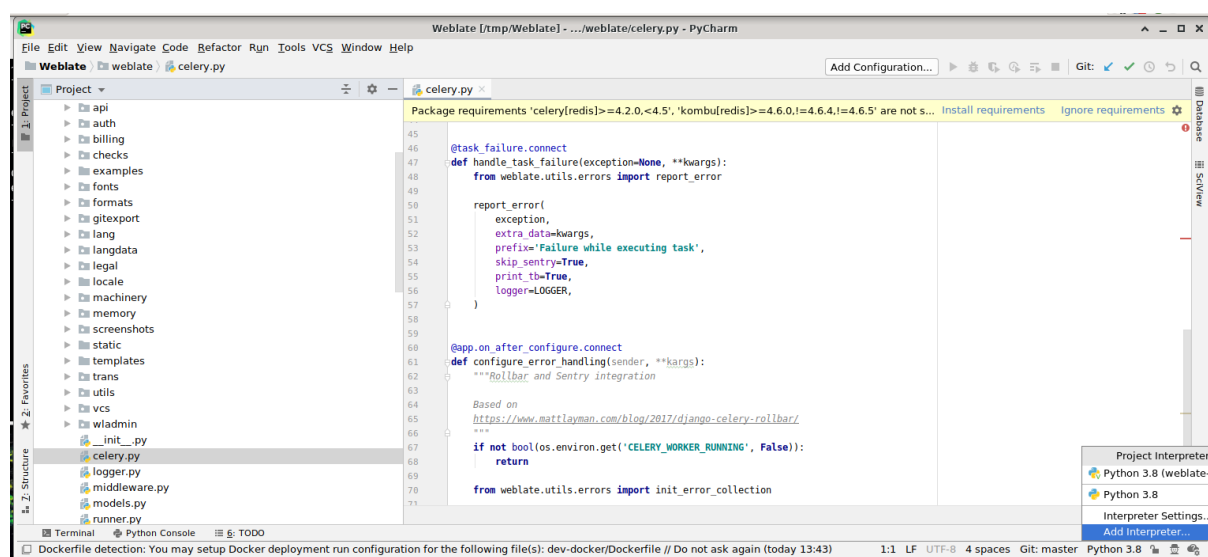 Weblate [/tmp/Weblate] - .../weblate/celery.py - PyCharm
File Edit View Navigate Code Refactor Run Tools VCS Window Help
Weblate weblate celery.py Add Configuration... Git:
1: Project
Project
celery.py
Package requirements 'celery[redis]>=4.2.0,<4.5', 'kombu[redis]>=4.6.0,!=4.6.4,!=4.6.5' are not s... Install requirements Ignore requirements
api
auth
billing
checks
examples
fonts
formats
gitexport
lang
langdata
legal
locale
machinery
memory
screenshots
static
templates
trans
utils
vcs
wladmin
__init__.py
celery.py
logger.py
middleware.py
models.py
runner.py
45
46 @task_failure.connect
47 def handle_task_failure(exception=None, **kwargs):
48 from weblate.utils.errors import report_error
49
50 report_error(
51 exception,
52 extra_data=kwargs,
53 prefix='Failure while executing task',
54 skip_sentry=True,
55 print_tb=True,
56 logger=LOGGER,
57 )
58
59
60 @app.on_after_configure.connect
61 def configure_error_handling(sender, **kargs):
62 """Rollbar and Sentry integration
63
64 Based on
65 https://www.mattlayman.com/blog/2017/django-celery-rollbar/
66 """
67 if not bool(os.environ.get('CELERY_WORKER_RUNNING', False)):
68 return
69
70 from weblate.utils.errors import init_error_collection
71
Database
SciView
2: Favorites
Z: Structure
Project Interpreter
Python 3.8 (weblate-
Python 3.8
Interpreter Settings..
Add Interpreter...
Terminal Python Console 6: TODO
Dockerfile detection: You may setup Docker deployment run configuration for the following file(s): dev-docker/Dockerfile // Do not ask again (today 13:43) 1:1 LF UTF-8 4 spaces Git: master Python 3.8